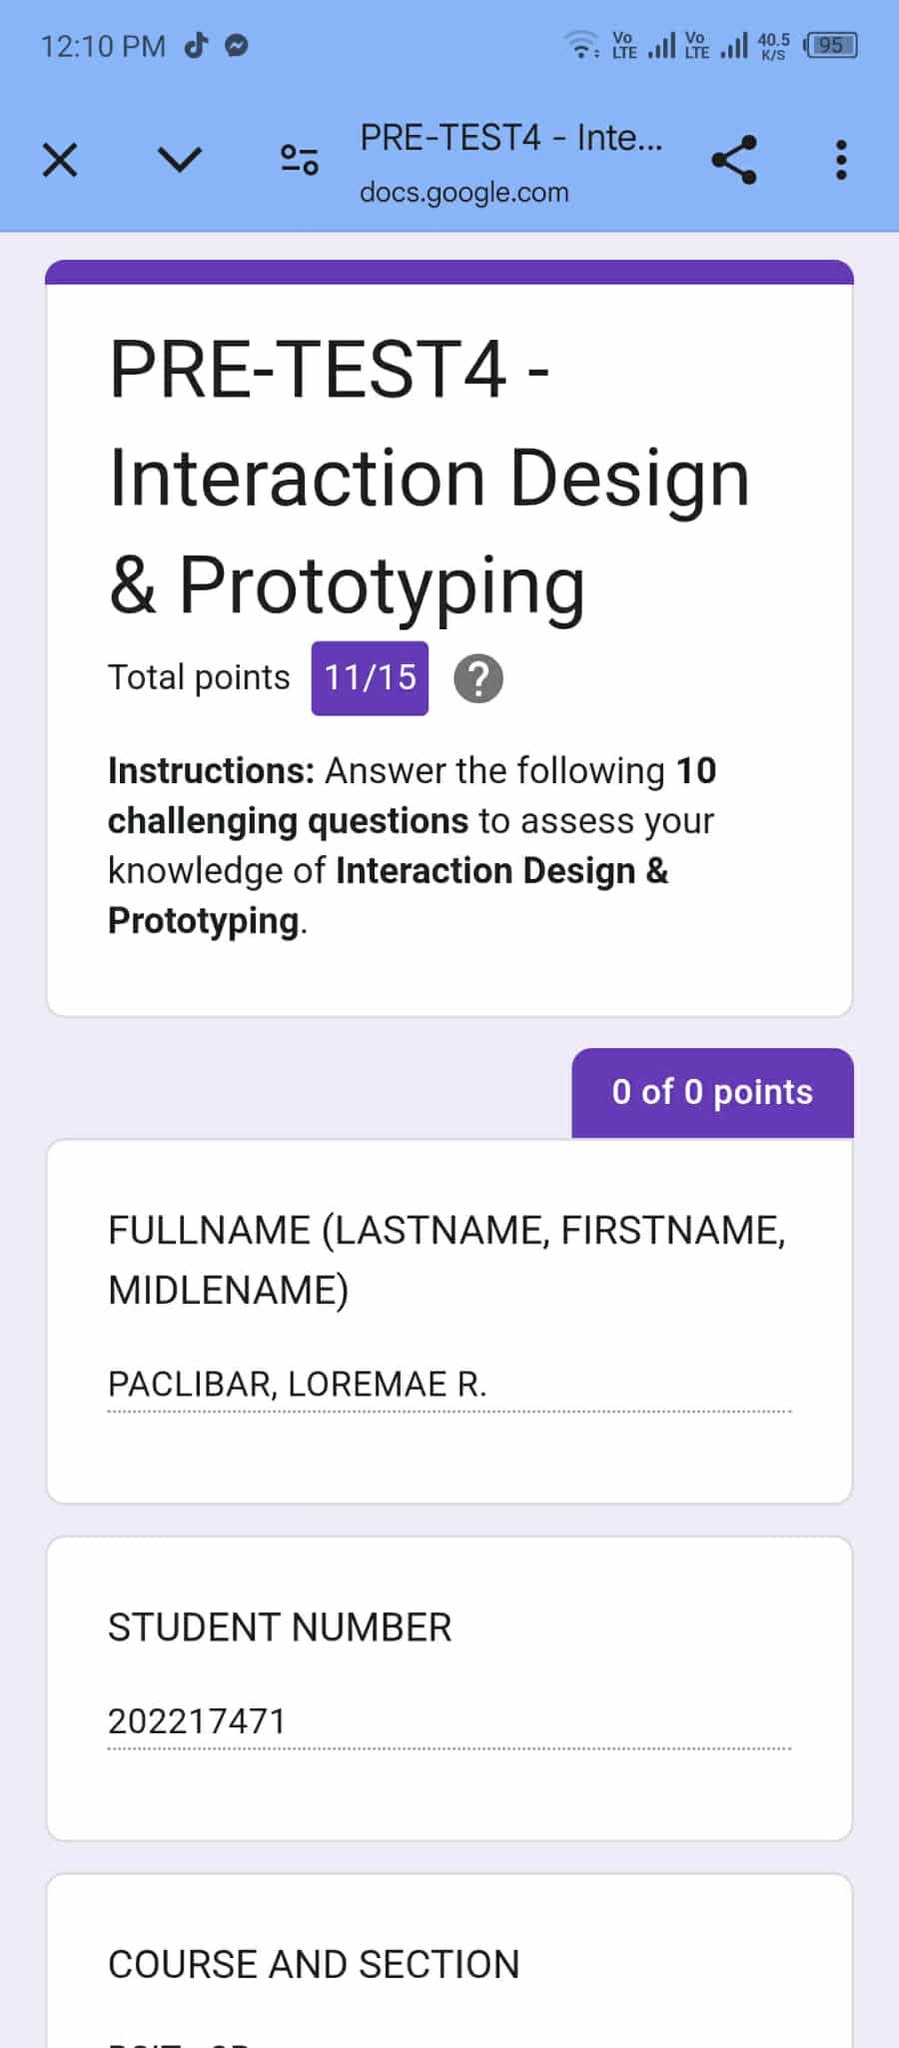 12:10 PM
Vo LTE Vo LTE 40.5 K/S 95
PRE-TEST4 - Inte...
docs.google.com
PRE-TEST4 -
Interaction Design
& Prototyping
Total points 11/15 ?
Instructions: Answer the following 10
challenging questions to assess your
knowledge of Interaction Design &
Prototyping.
0 of 0 points
FULLNAME (LASTNAME, FIRSTNAME,
MIDLENAME)
PACLIBAR, LOREMAE R.
STUDENT NUMBER
202217471
COURSE AND SECTION